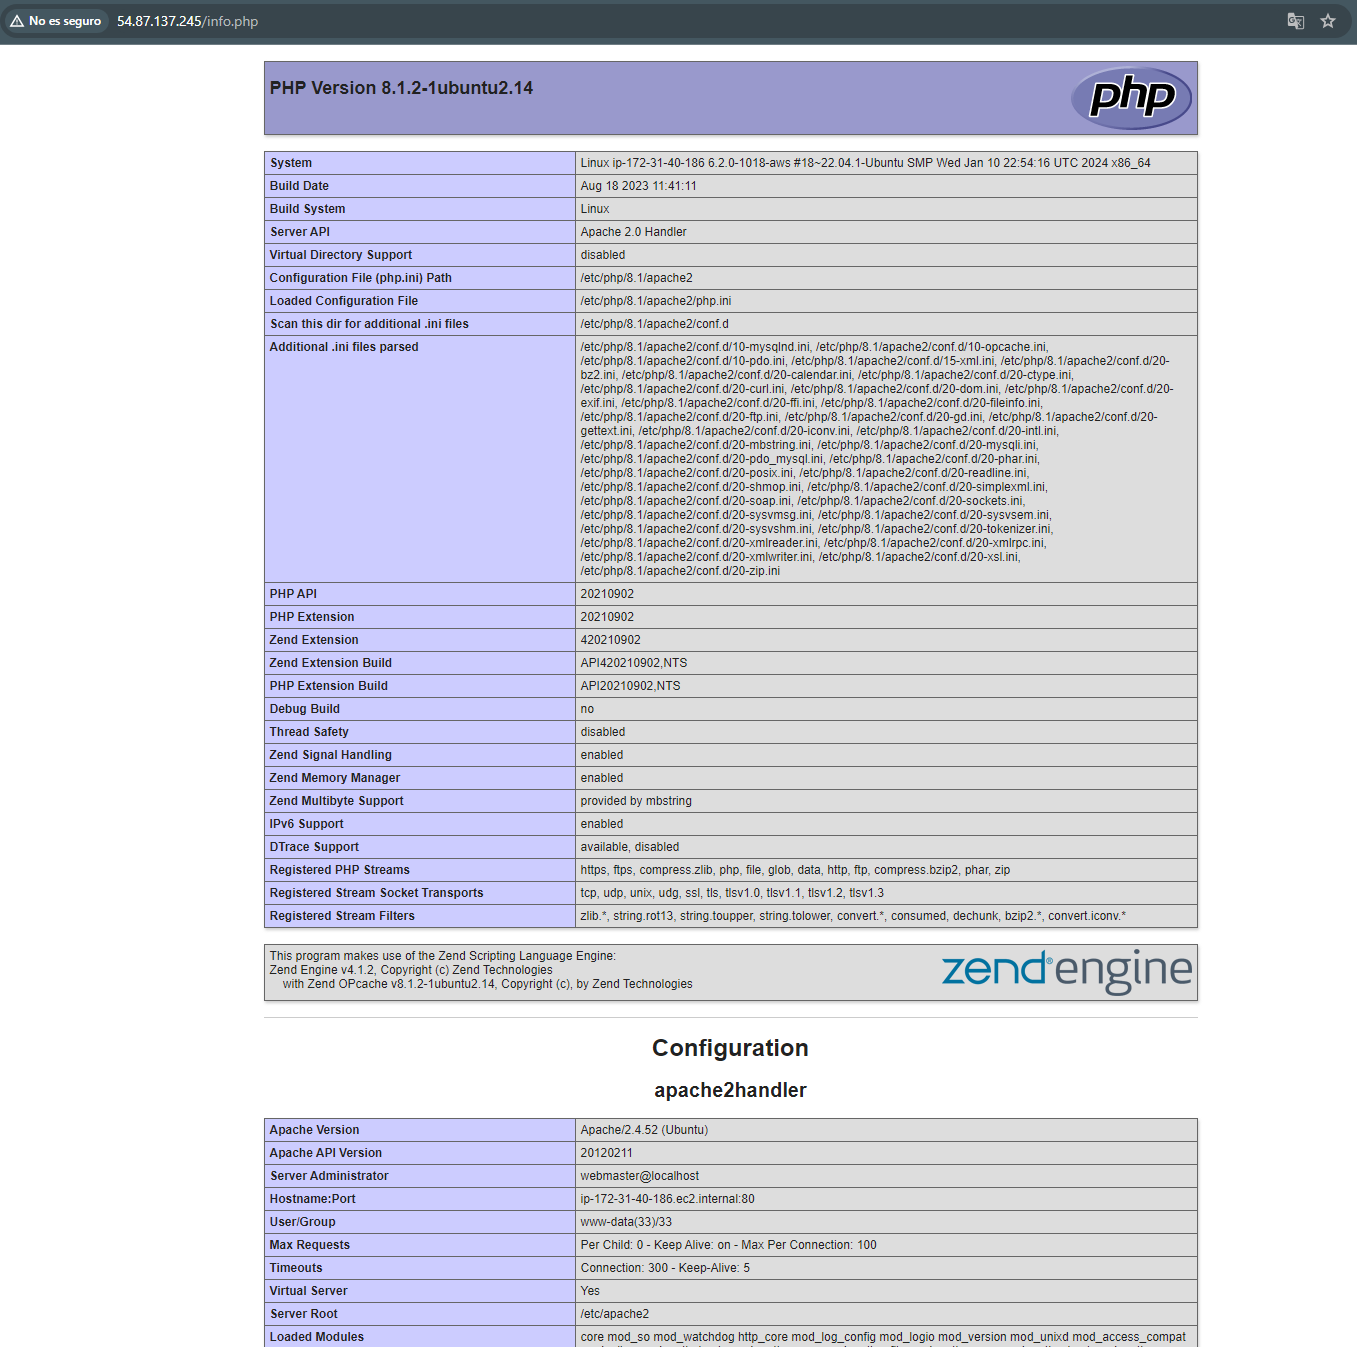 No es seguro 54.87.137.245/info.php
PHP Version 8.1.2-1ubuntu2.14
php
System Linux ip-172-31-40-186 6.2.0-1018-aws #18~22.04.1-Ubuntu SMP Wed Jan 10 22:54:16 UTC 2024 x86_64
Build Date Aug 18 2023 11:41:11
Build System Linux
Server API Apache 2.0 Handler
Virtual Directory Support disabled
Configuration File (php.ini) Path /etc/php/8.1/apache2
Loaded Configuration File /etc/php/8.1/apache2/php.ini
Scan this dir for additional .ini files /etc/php/8.1/apache2/conf.d
Additional .ini files parsed /etc/php/8.1/apache2/conf.d/10-mysqlnd.ini, /etc/php/8.1/apache2/conf.d/10-opcache.ini,
/etc/php/8.1/apache2/conf.d/10-pdo.ini, /etc/php/8.1/apache2/conf.d/15-xml.ini, /etc/php/8.1/apache2/conf.d/20-
bz2.ini, /etc/php/8.1/apache2/conf.d/20-calendar.ini, /etc/php/8.1/apache2/conf.d/20-ctype.ini,
/etc/php/8.1/apache2/conf.d/20-curl.ini, /etc/php/8.1/apache2/conf.d/20-dom.ini, /etc/php/8.1/apache2/conf.d/20-
exif.ini, /etc/php/8.1/apache2/conf.d/20-ffi.ini, /etc/php/8.1/apache2/conf.d/20-fileinfo.ini,
/etc/php/8.1/apache2/conf.d/20-ftp.ini, /etc/php/8.1/apache2/conf.d/20-gd.ini, /etc/php/8.1/apache2/conf.d/20-
gettext.ini, /etc/php/8.1/apache2/conf.d/20-iconv.ini, /etc/php/8.1/apache2/conf.d/20-intl.ini,
/etc/php/8.1/apache2/conf.d/20-mbstring.ini, /etc/php/8.1/apache2/conf.d/20-mysqli.ini,
/etc/php/8.1/apache2/conf.d/20-pdo_mysql.ini, /etc/php/8.1/apache2/conf.d/20-phar.ini,
/etc/php/8.1/apache2/conf.d/20-posix.ini, /etc/php/8.1/apache2/conf.d/20-readline.ini,
/etc/php/8.1/apache2/conf.d/20-shmop.ini, /etc/php/8.1/apache2/conf.d/20-simplexml.ini,
/etc/php/8.1/apache2/conf.d/20-soap.ini, /etc/php/8.1/apache2/conf.d/20-sockets.ini,
/etc/php/8.1/apache2/conf.d/20-sysvmsg.ini, /etc/php/8.1/apache2/conf.d/20-sysvsem.ini,
/etc/php/8.1/apache2/conf.d/20-sysvshm.ini, /etc/php/8.1/apache2/conf.d/20-tokenizer.ini,
/etc/php/8.1/apache2/conf.d/20-xmlreader.ini, /etc/php/8.1/apache2/conf.d/20-xmlrpc.ini,
/etc/php/8.1/apache2/conf.d/20-xmlwriter.ini, /etc/php/8.1/apache2/conf.d/20-xsl.ini,
/etc/php/8.1/apache2/conf.d/20-zip.ini
PHP API 20210902
PHP Extension 20210902
Zend Extension 420210902
Zend Extension Build API420210902,NTS
PHP Extension Build API20210902,NTS
Debug Build no
Thread Safety disabled
Zend Signal Handling enabled
Zend Memory Manager enabled
Zend Multibyte Support provided by mbstring
IPv6 Support enabled
DTrace Support available, disabled
Registered PHP Streams https, ftps, compress.zlib, php, file, glob, data, http, ftp, compress.bzip2, phar, zip
Registered Stream Socket Transports tcp, udp, unix, udg, ssl, tls, tlsv1.0, tlsv1.1, tlsv1.2, tlsv1.3
Registered Stream Filters zlib.*, string.rot13, string.toupper, string.tolower, convert.*, consumed, dechunk, bzip2.*, convert.iconv.*
This program makes use of the Zend Scripting Language Engine:
Zend Engine v4.1.2, Copyright (c) Zend Technologies
with Zend OPcache v8.1.2-1ubuntu2.14, Copyright (c), by Zend Technologies
zend®engine
Configuration
apache2handler
Apache Version Apache/2.4.52 (Ubuntu)
Apache API Version 20120211
Server Administrator webmaster@localhost
Hostname:Port ip-172-31-40-186.ec2.internal:80
User/Group www-data(33)/33
Max Requests Per Child: 0 - Keep Alive: on - Max Per Connection: 100
Timeouts Connection: 300 - Keep-Alive: 5
Virtual Server Yes
Server Root /etc/apache2
Loaded Modules core mod_so mod_watchdog http_core mod_log_config mod_logio mod_version mod_unixd mod_access_compat